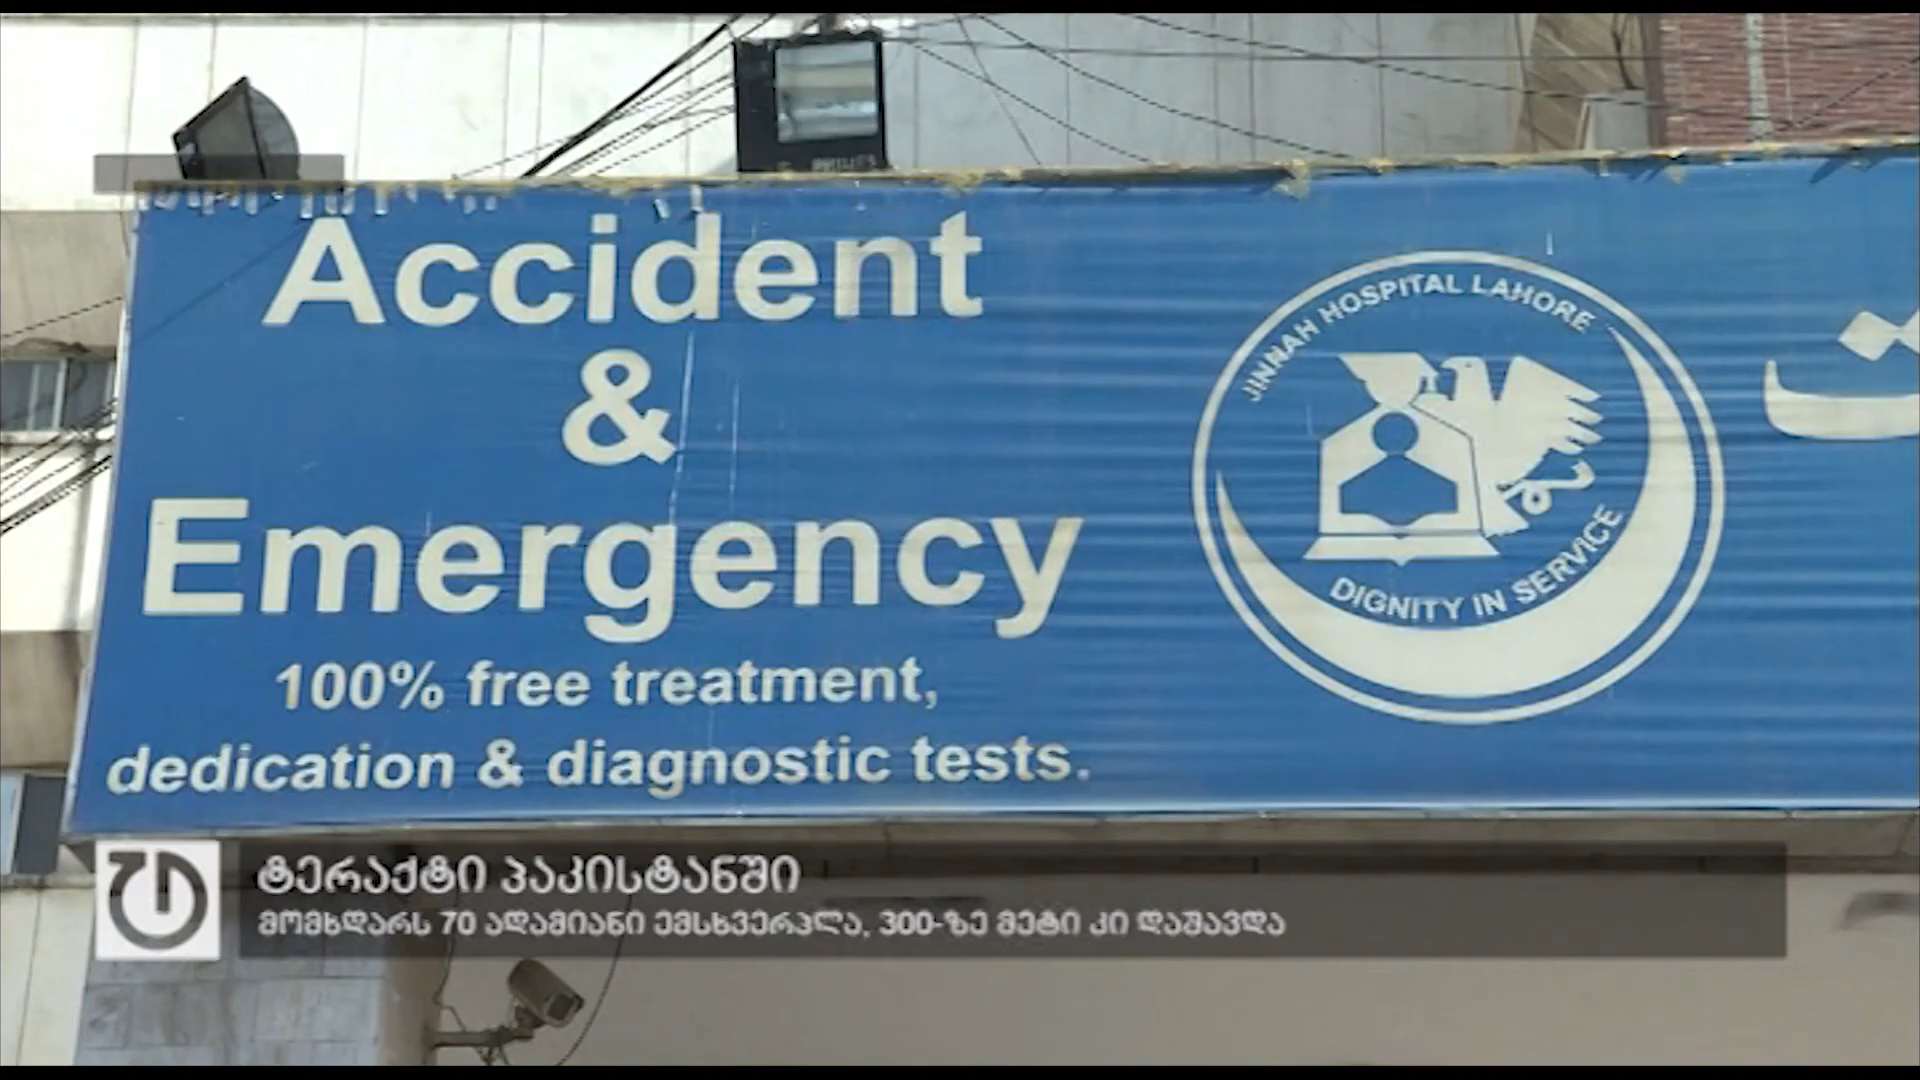 PHILIPS
Accident
&
Emergency
100% free treatment,
dedication & diagnostic tests.
JINNAH HOSPITAL LAHORE
DIGNITY IN SERVICE
ტერაქტი პაკისტანში
მომხდარს 70 ადამიანი ემსხვერპლა, 300-ზე მეტი კი დაშავდა